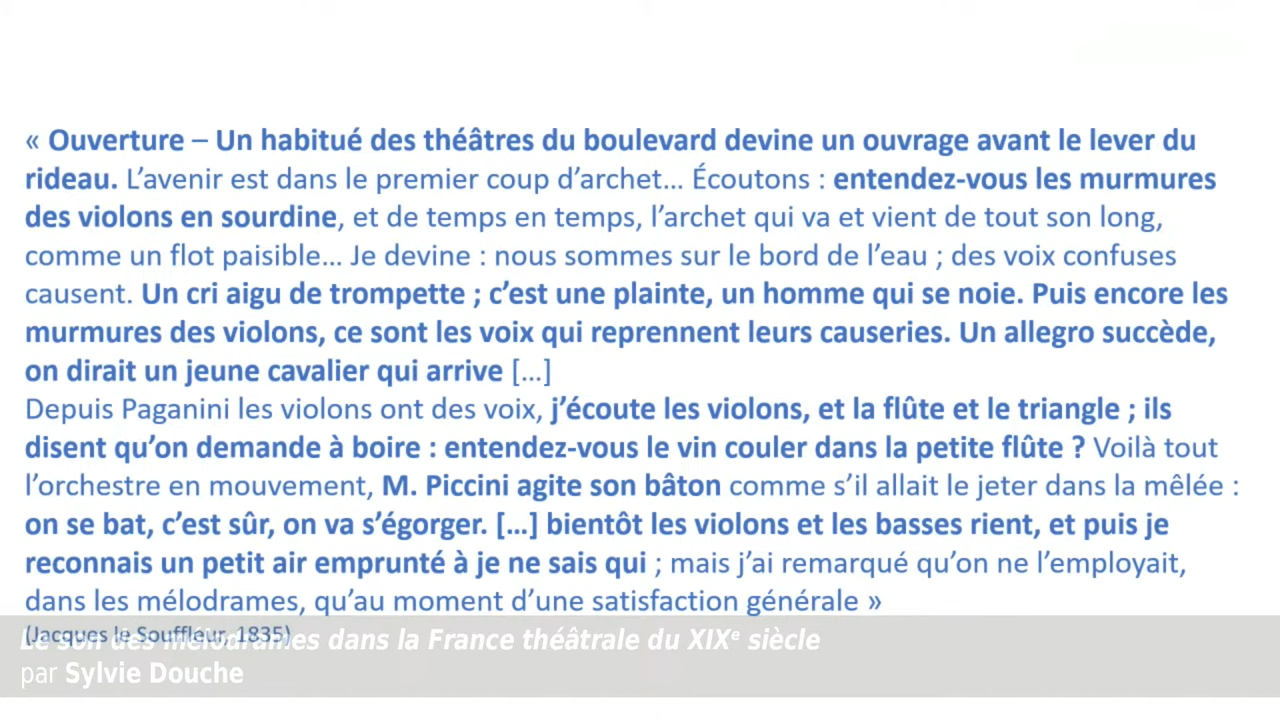 « Ouverture – Un habitué des théâtres du boulevard devine un ouvrage avant le lever du
rideau. L’avenir est dans le premier coup d’archet… Écoutons : entendez-vous les murmures
des violons en sourdine, et de temps en temps, l’archet qui va et vient de tout son long,
comme un flot paisible… Je devine : nous sommes sur le bord de l’eau ; des voix confuses
causent. Un cri aigu de trompette ; c’est une plainte, un homme qui se noie. Puis encore les
murmures des violons, ce sont les voix qui reprennent leurs causeries. Un allegro succède,
on dirait un jeune cavalier qui arrive […]
Depuis Paganini les violons ont des voix, j’écoute les violons, et la flûte et le triangle ; ils
disent qu’on demande à boire : entendez-vous le vin couler dans la petite flûte ? Voilà tout
l’orchestre en mouvement, M. Piccini agite son bâton comme s’il allait le jeter dans la mêlée :
on se bat, c’est sûr, on va s’égorger. […] bientôt les violons et les basses rient, et puis je
reconnais un petit air emprunté à je ne sais qui ; mais j’ai remarqué qu’on ne l’employait,
dans les mélodrames, qu’au moment d’une satisfaction générale »
(Jacques le Souffleur, 1835)
Le son des mélodrames dans la France théâtrale du XIXᵉ siècle
par Sylvie Douche